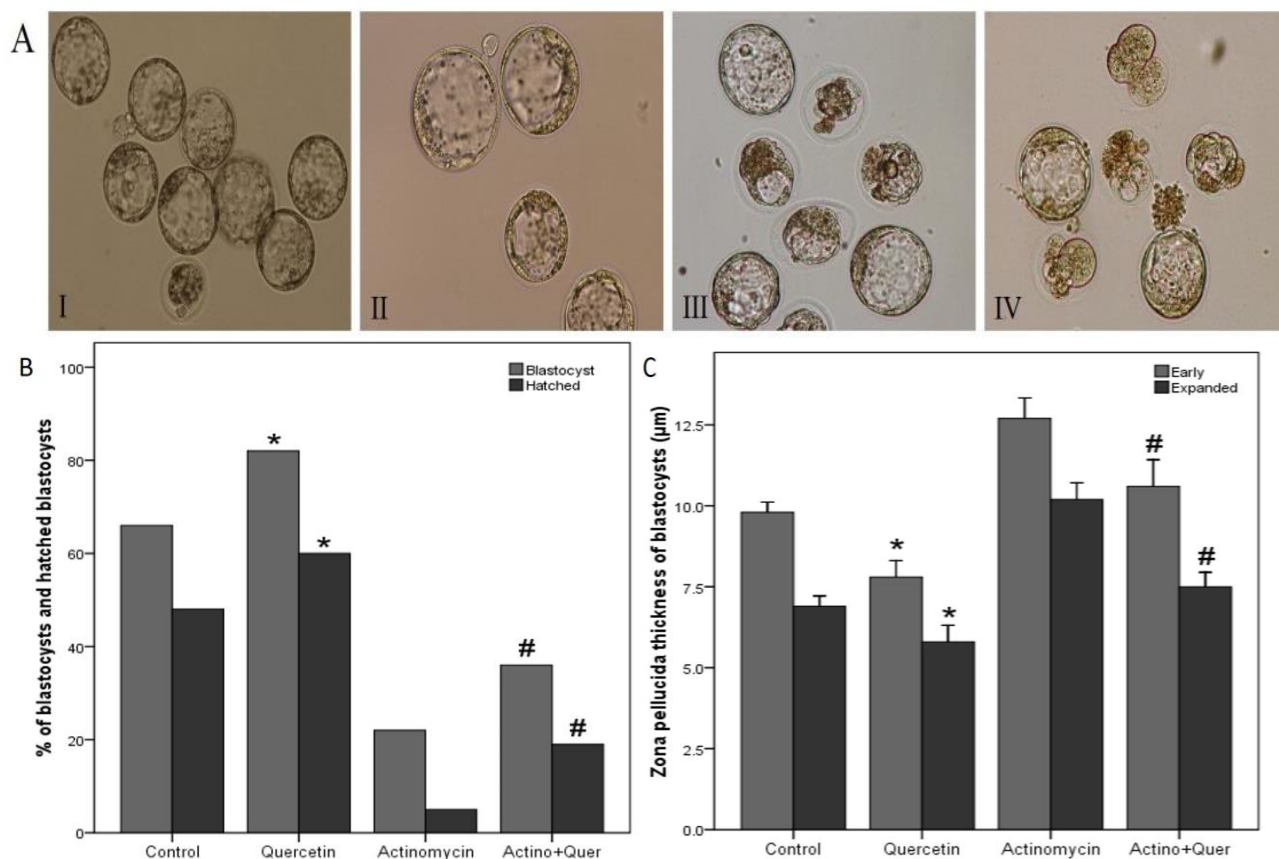 A
I
II
III
IV
B
% of blastocysts and hatched blastocysts
100
80
60
40
20
0
Blastocyst
Hatched
*
*
#
#
Control
Quercetin
Actinomycin
Actino+Quer
C
Zona pellucida thickness of blastocysts (µm)
12.5
10.0
7.5
5.0
2.5
0.0
Early
Expanded
*
*
#
#
Control
Quercetin
Actinomycin
Actino+Quer